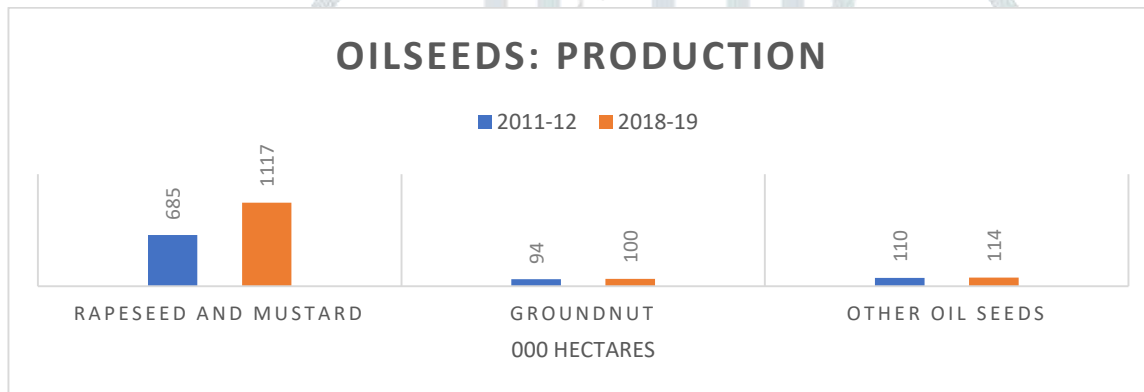 OILSEEDS: PRODUCTION
2011-12 2018-19
685 1117 94 100 110 114
RAPESEED AND MUSTARD GROUNDNUT OTHER OIL SEEDS
000 HECTARES